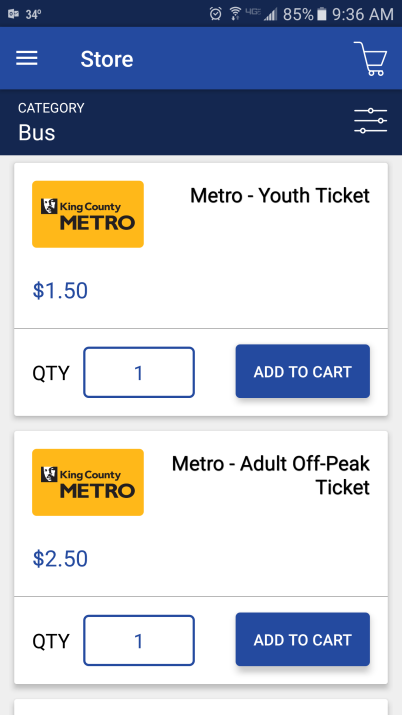 34° 4G 85% 9:36 AM
Store
CATEGORY
Bus
King County
METRO
Metro - Youth Ticket
$1.50
QTY 1 ADD TO CART
King County
METRO
Metro - Adult Off-Peak
Ticket
$2.50
QTY 1 ADD TO CART